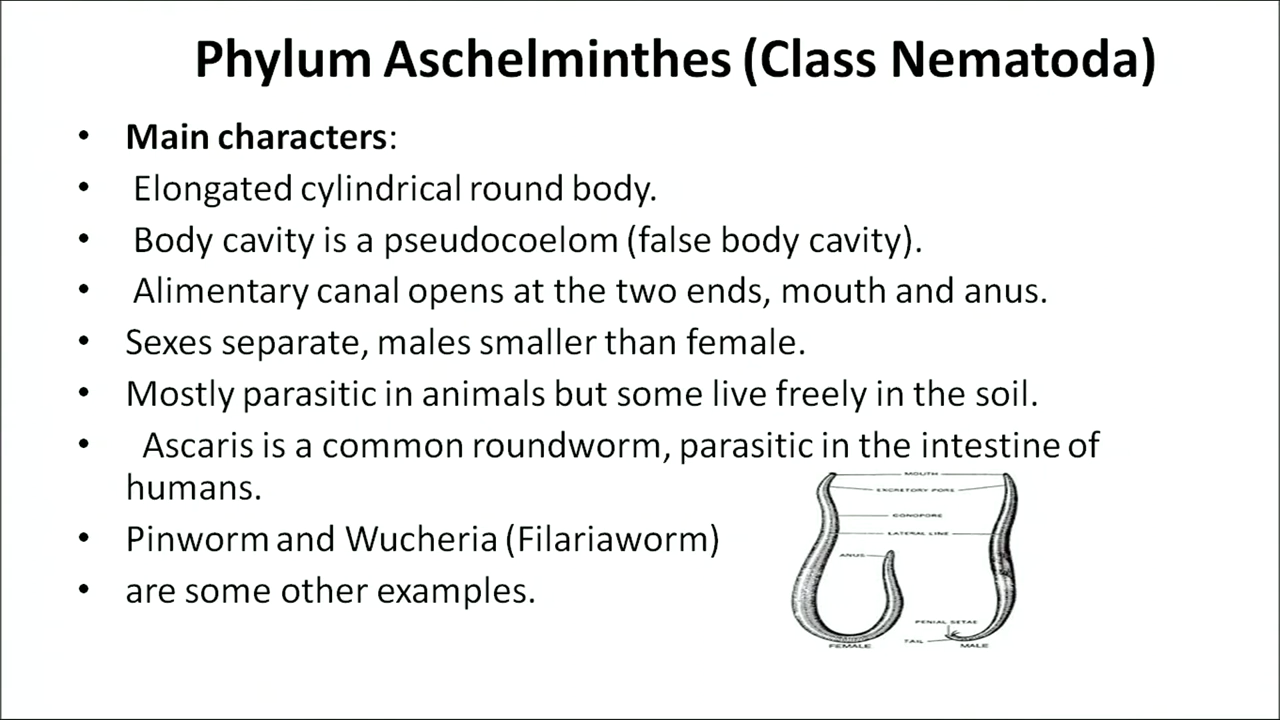 Phylum Aschelminthes (Class Nematoda)
• Main characters:
• Elongated cylindrical round body.
• Body cavity is a pseudocoelom (false body cavity).
• Alimentary canal opens at the two ends, mouth and anus.
• Sexes separate, males smaller than female.
• Mostly parasitic in animals but some live freely in the soil.
• Ascaris is a common roundworm, parasitic in the intestine of
humans.
• Pinworm and Wucheria (Filariaworm)
• are some other examples.
MOUTH
EXCRETORY PORE
GONOPORE
LATERAL LINE
ANUS
PENIAL SETAE
TAIL
FEMALE
MALE